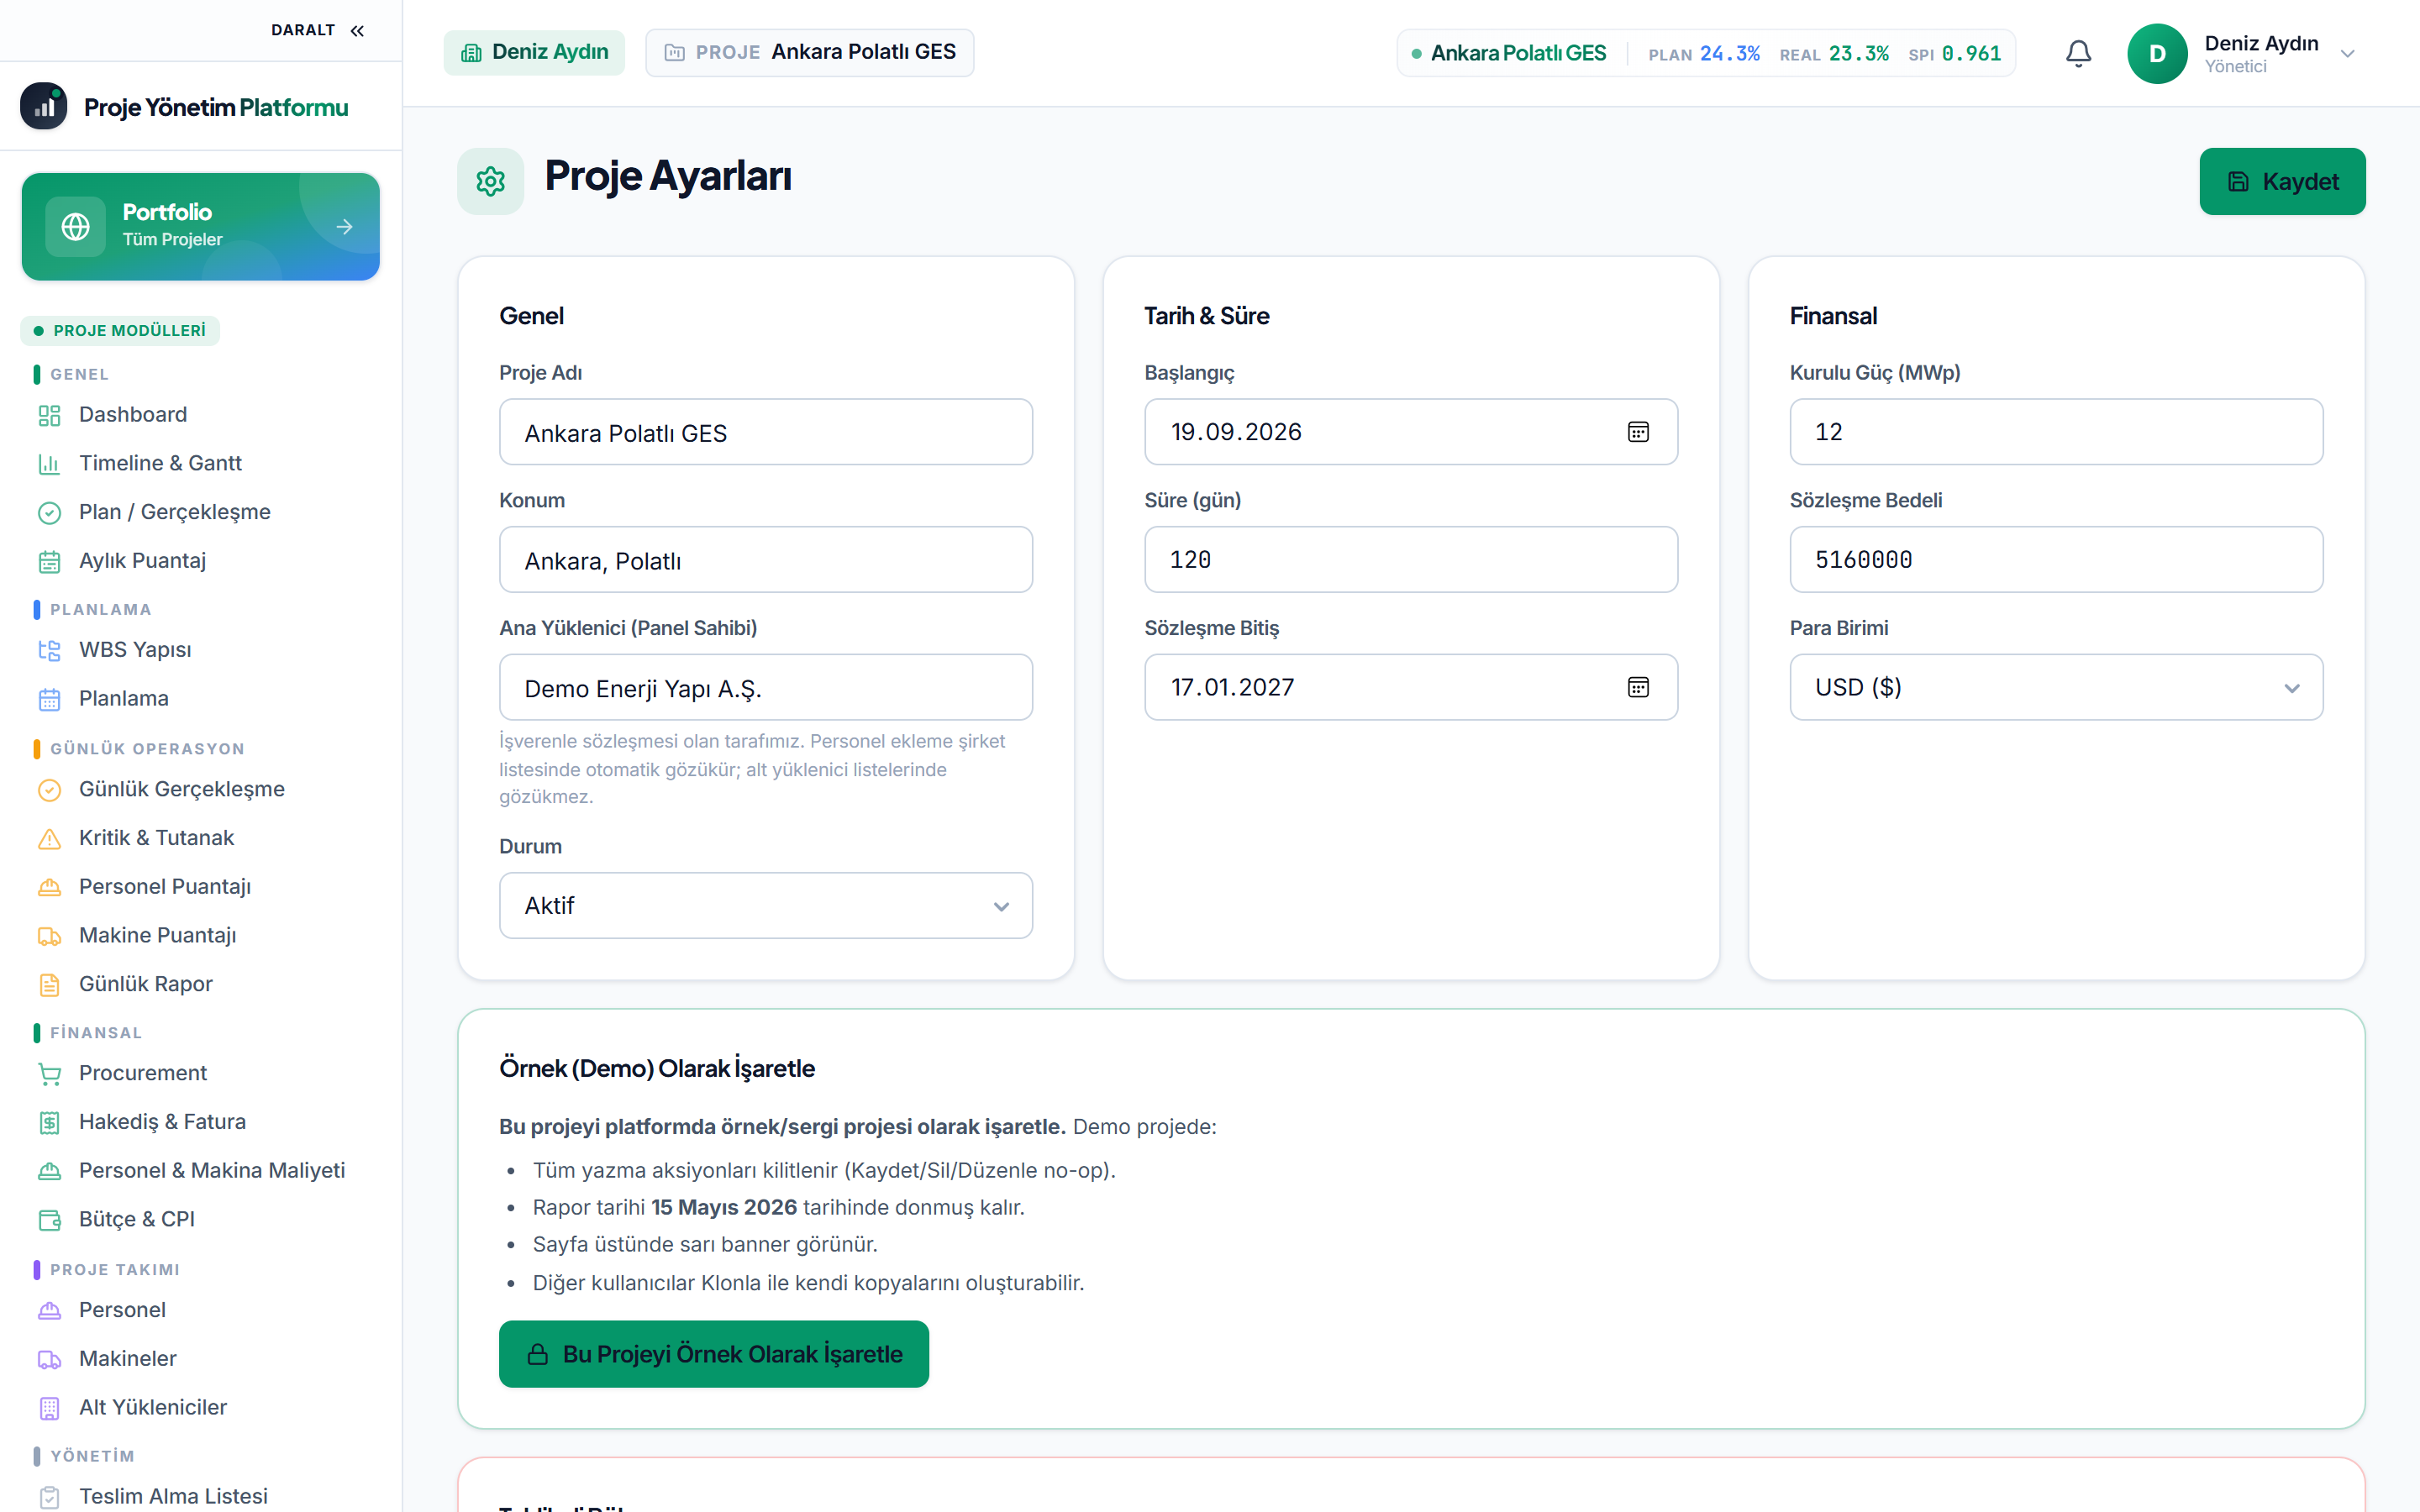 DARALT
Proje Yönetim Platformu
Portfolio
Tüm Projeler
PROJE MODÜLLERİ
GENEL
Dashboard
Timeline & Gantt
Plan / Gerçekleşme
Aylık Puantaj
PLANLAMA
WBS Yapısı
Planlama
GÜNLÜK OPERASYON
Günlük Gerçekleşme
Kritik & Tutanak
Personel Puantajı
Makine Puantajı
Günlük Rapor
FİNANSAL
Procurement
Hakediş & Fatura
Personel & Makina Maliyeti
Bütçe & CPI
PROJE TAKIMI
Personel
Makineler
Alt Yükleniciler
YÖNETİM
Teslim Alma Listesi
Deniz Aydın
PROJE Ankara Polatlı GES
Ankara Polatlı GES PLAN 24.3% REAL 23.3% SPI 0.961
D
Deniz Aydın
Yönetici
Proje Ayarları
Kaydet
Genel
Proje Adı
Ankara Polatlı GES
Konum
Ankara, Polatlı
Ana Yüklenici (Panel Sahibi)
Demo Enerji Yapı A.Ş.
İşverenle sözleşmesi olan tarafımız. Personel ekleme şirket
listesinde otomatik gözükür; alt yüklenici listelerinde
gözükmez.
Durum
Aktif
Tarih & Süre
Başlangıç
19.09.2026
Süre (gün)
120
Sözleşme Bitiş
17.01.2027
Finansal
Kurulu Güç (MWp)
12
Sözleşme Bedeli
5160000
Para Birimi
USD ($)
Örnek (Demo) Olarak İşaretle
Bu projeyi platformda örnek/sergi projesi olarak işaretle. Demo projede:
Tüm yazma aksiyonları kilitlenir (Kaydet/Sil/Düzenle no-op).
Rapor tarihi 15 Mayıs 2026 tarihinde donmuş kalır.
Sayfa üstünde sarı banner görünür.
Diğer kullanıcılar Klonla ile kendi kopyalarını oluşturabilir.
Bu Projeyi Örnek Olarak İşaretle